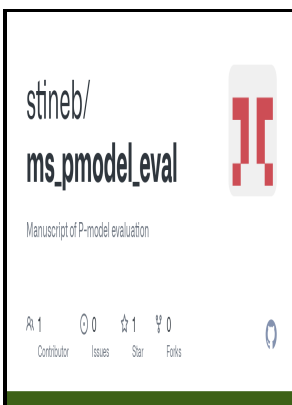 stineb/
ms_pmodel_eval
Manuscript of P-model evaluation
1 0 1 0
Contributor Issues Star Forks